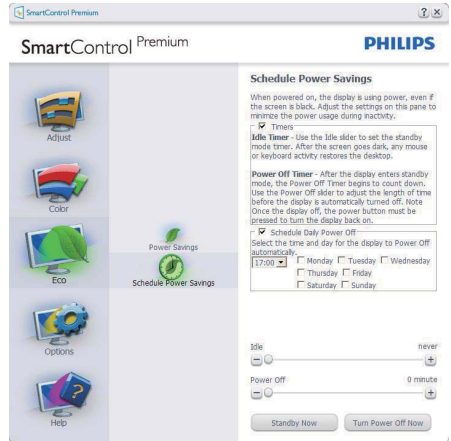 SmartControl Premium
? ×
SmartControl Premium
PHILIPS
Adjust
Color
Eco
Options
Help
Power Savings
Schedule Power Savings
Schedule Power Savings
When powered on, the display is using power, even if
the screen is black. Adjust the settings on this pane to
minimize the power usage during inactivity.
Timers
Idle Timer - Use the Idle slider to set the standby
mode timer. After the screen goes dark, any mouse
or keyboard activity restores the desktop.
Power Off Timer - After the display enters standby
mode, the Power Off Timer begins to count down.
Use the Power Off slider to adjust the length of time
before the display is automatically turned off. Note
Once the display off, the power button must be
pressed to turn the display back on.
Schedule Daily Power Off
Select the time and day for the display to Power Off
automatically.
17:00 Monday Tuesday Wednesday
Thursday Friday
Saturday Sunday
Idle never
Power Off 0 minute
Standby Now Turn Power Off Now